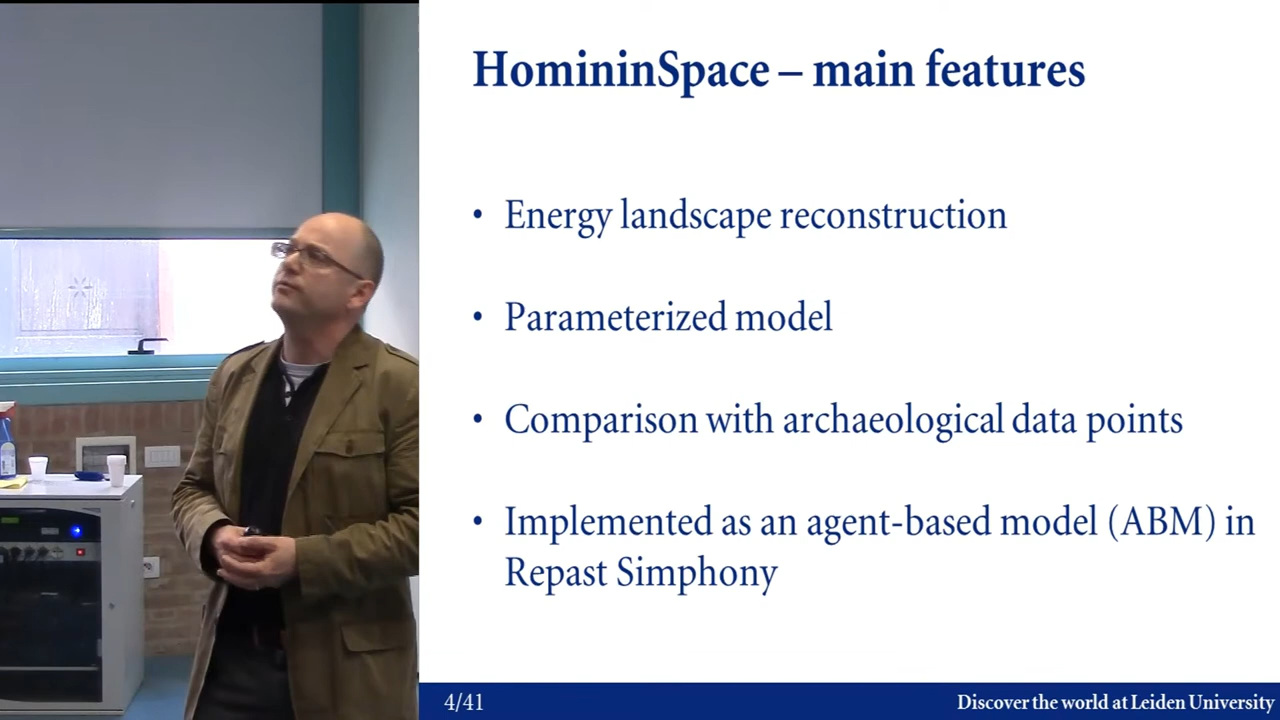 HomininSpace – main features
• Energy landscape reconstruction
• Parameterized model
• Comparison with archaeological data points
• Implemented as an agent-based model (ABM) in
Repast Simphony
4/41
Discover the world at Leiden University